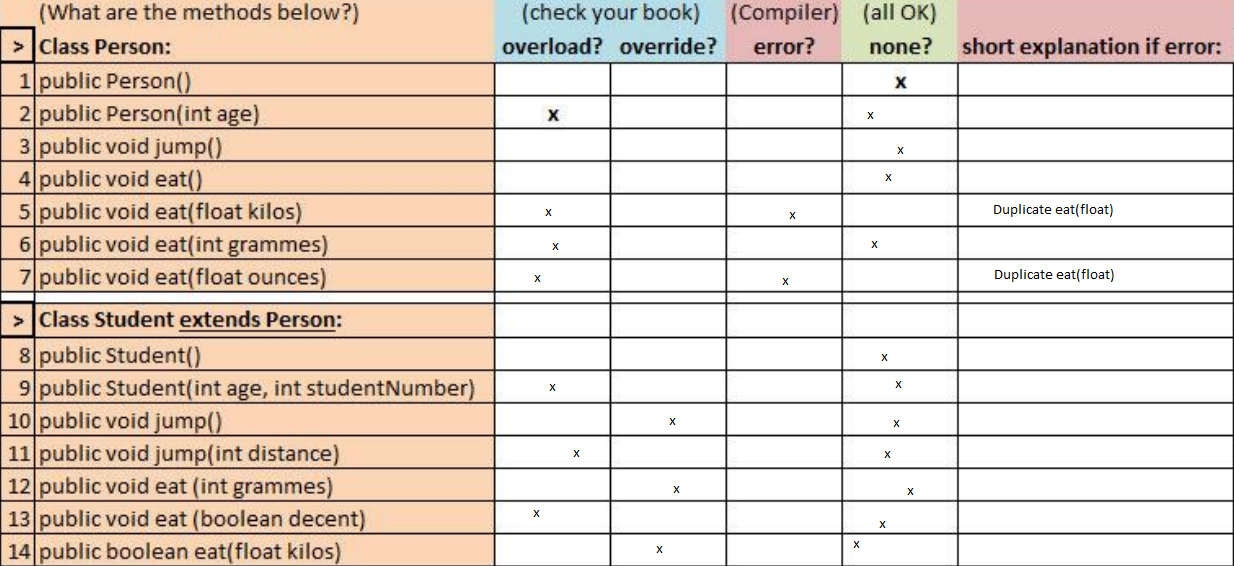 (What are the methods below?) (check your book) (Compiler) (all OK)
> Class Person: overload? override? error? none? short explanation if error:
1 public Person() x
2 public Person(int age) x x
3 public void jump() x
4 public void eat() x
5 public void eat(float kilos) x x Duplicate eat(float)
6 public void eat(int grammes) x x
7 public void eat(float ounces) x x Duplicate eat(float)
> Class Student extends Person:
8 public Student() x
9 public Student(int age, int studentNumber) x x
10 public void jump() x x
11 public void jump(int distance) x x
12 public void eat (int grammes) x x
13 public void eat (boolean decent) x x
14 public boolean eat(float kilos) x x